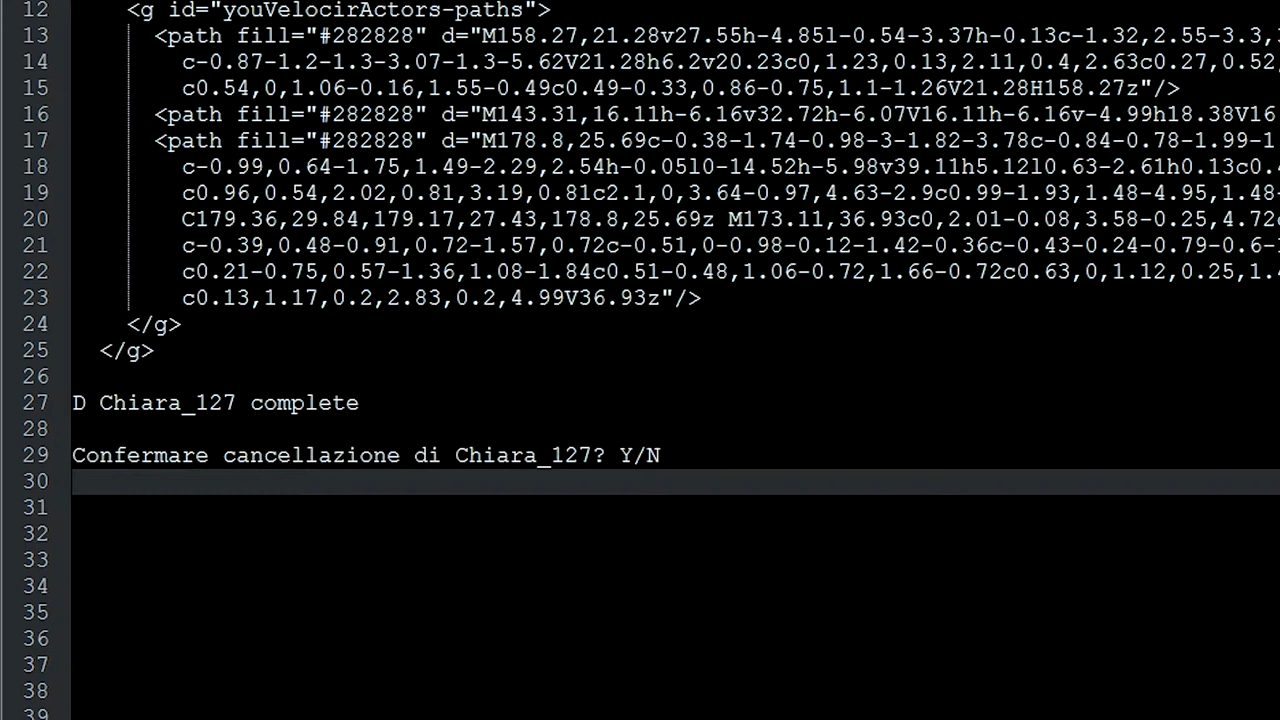 12 <g id="youVelocirActors-paths">
13 <path fill="#282828" d="M158.27,21.28v27.55h-4.85l-0.54-3.37h-0.13c-1.32,2.55-3.3,
14 c-0.87-1.2-1.3-3.07-1.3-5.62V21.28h6.2v20.23c0,1.23,0.13,2.11,0.4,2.63c0.27,0.52
15 c0.54,0,1.06-0.16,1.55-0.49c0.49-0.33,0.86-0.75,1.1-1.26V21.28H158.27z"/>
16 <path fill="#282828" d="M143.31,16.11h-6.16v32.72h-6.07V16.11h-6.16v-4.99h18.38V16
17 <path fill="#282828" d="M178.8,25.69c-0.38-1.74-0.98-3-1.82-3.78c-0.84-0.78-1.99-1
18 c-0.99,0.64-1.75,1.49-2.29,2.54h-0.05l0-14.52h-5.98v39.11h5.12l0.63-2.61h0.13c0.
19 c0.96,0.54,2.02,0.81,3.19,0.81c2.1,0,3.64-0.97,4.63-2.9c0.99-1.93,1.48-4.95,1.48
20 C179.36,29.84,179.17,27.43,178.8,25.69z M173.11,36.93c0,2.01-0.08,3.58-0.25,4.72
21 c-0.39,0.48-0.91,0.72-1.57,0.72c-0.51,0-0.98-0.12-1.42-0.36c-0.43-0.24-0.79-0.6-
22 c0.21-0.75,0.57-1.36,1.08-1.84c0.51-0.48,1.06-0.72,1.66-0.72c0.63,0,1.12,0.25,1.
23 c0.13,1.17,0.2,2.83,0.2,4.99V36.93z"/>
24 </g>
25 </g>
26
27 D Chiara_127 complete
28
29 Confermare cancellazione di Chiara_127? Y/N
30
31
32
33
34
35
36
37
38
39